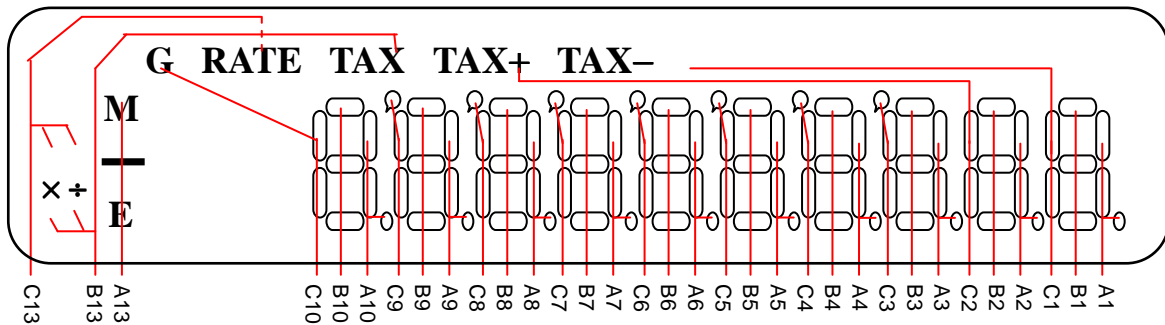 G RATE TAX TAX+ TAX−
M
−
× ÷
E
C13 B13 A13 C10 B10 A10 C9 B9 A9 C8 B8 A8 C7 B7 A7 C6 B6 A6 C5 B5 A5 C4 B4 A4 C3 B3 A3 C2 B2 A2 C1 B1 A1